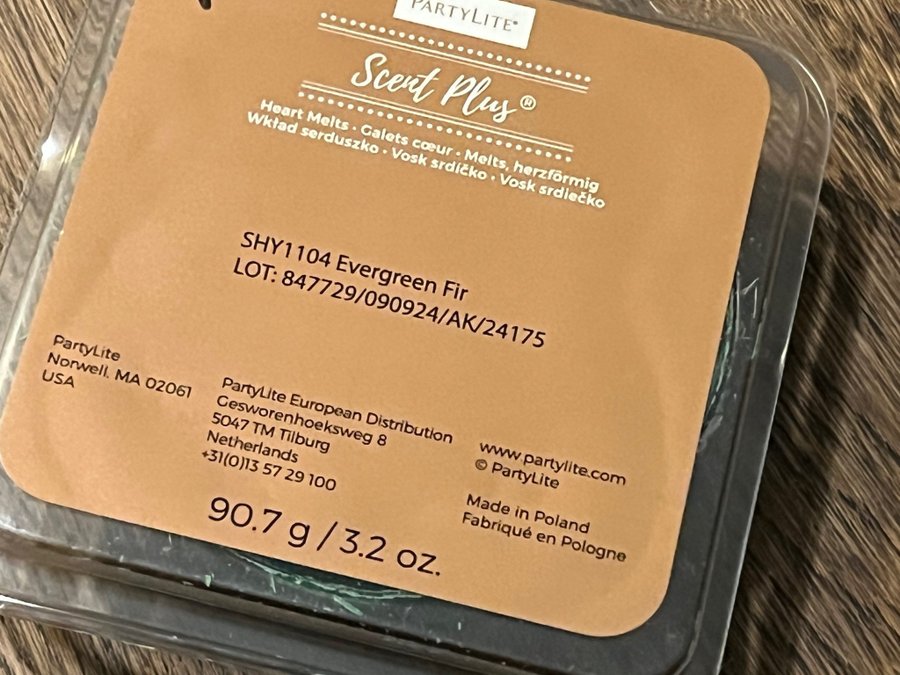 PARTYLITE®
Scent Plus®
Heart Melts · Galets cœur · Melts, herzförmig
Wkład serduszko · Vosk srdíčko · Vosk srdiečko
SHY1104 Evergreen Fir
LOT: 847729/090924/AK/24175
PartyLite
Norwell, MA 02061
USA
PartyLite European Distribution
Gesworenhoeksweg 8
5047 TM Tilburg
Netherlands
+31(0)13 57 29 100
www.partylite.com
© PartyLite
Made in Poland
Fabriqué en Pologne
90.7 g / 3.2 oz.